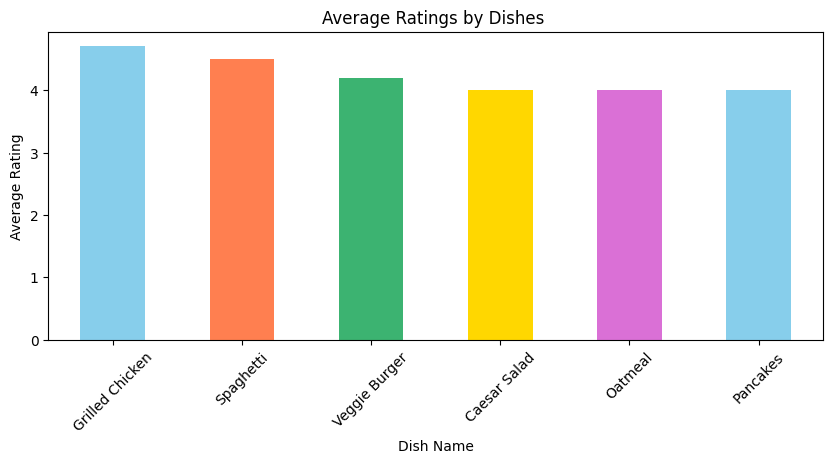 Average Ratings by Dishes
Average Rating
4
3
2
1
0
Grilled Chicken
Spaghetti
Veggie Burger
Caesar Salad
Oatmeal
Pancakes
Dish Name